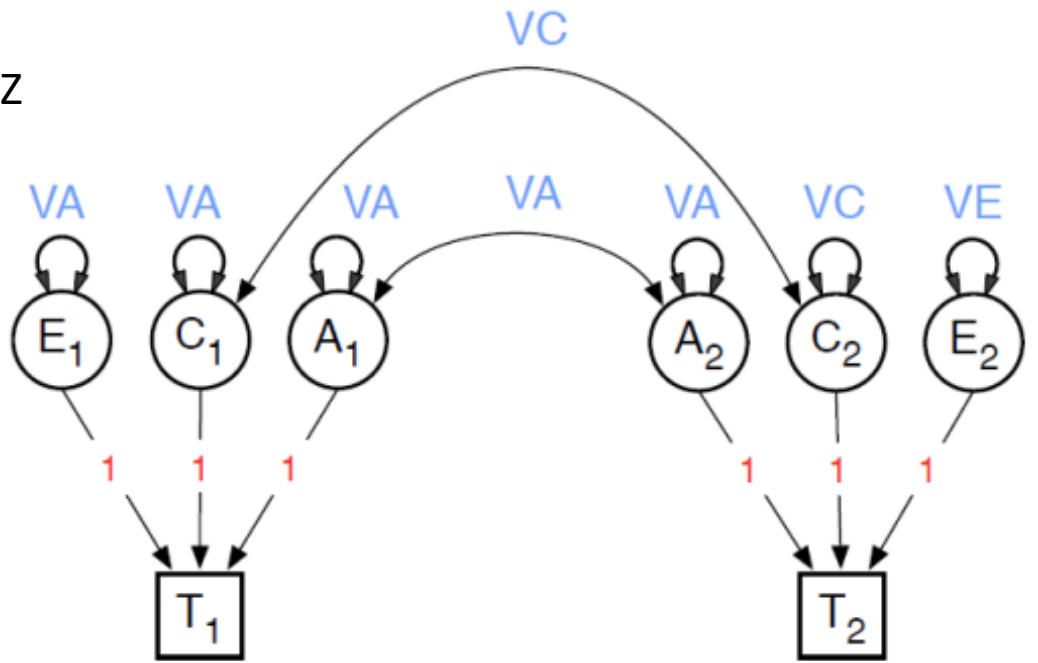 VC
Z
VA VA VA VA VA VC VE
E1 C1 A1 A2 C2 E2
1 1 1 1 1 1
T1 T2